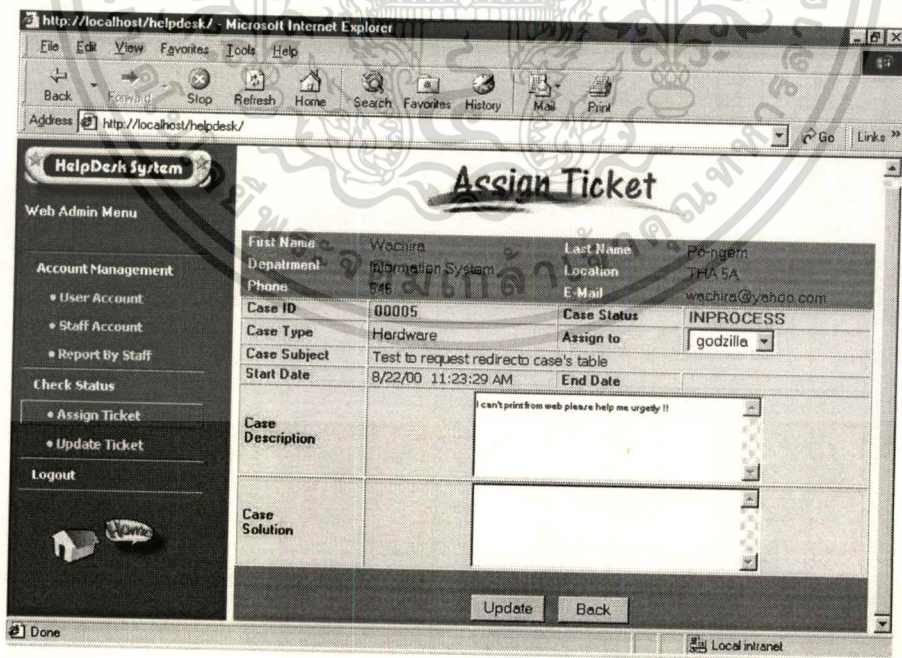 http://localhost/helpdesk/ - Microsoft Internet Explorer
File Edit View Favorites Tools Help
Back Forward Stop Refresh Home Search Favorites History Mail Print
Address http://localhost/helpdesk/ Go Links »
HelpDesk System
Assign Ticket
Web Admin Menu
Account Management
User Account
Staff Account
Report By Staff
Check Status
Assign Ticket
Update Ticket
Logout
Home
First Name Wachira Last Name Po-ngern
Depatrment Information System Location THA 5A
Phone 546 E-Mail wachira@yahoo.com
Case ID 00005 Case Status INPROCESS
Case Type Hardware Assign to godzilla
Case Subject Test to request redirecto case's table
Start Date 8/22/00 11:23:29 AM End Date
Case Description I can't print from web please help me urgetly !!
Case Solution
Update Back
Done Local intranet